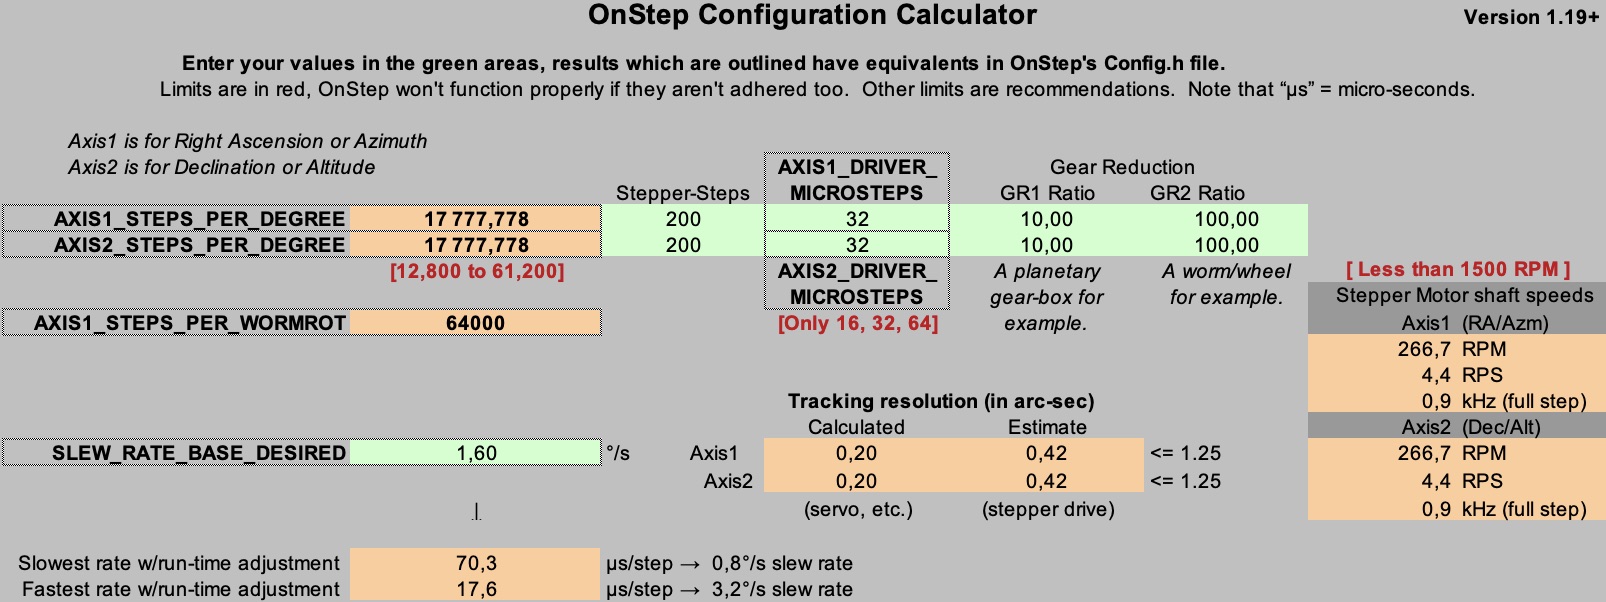 OnStep Configuration Calculator Version 1.19+
Enter your values in the green areas, results which are outlined have equivalents in OnStep's Config.h file.
Limits are in red, OnStep won't function properly if they aren't adhered too. Other limits are recommendations. Note that “µs” = micro-seconds.
Axis1 is for Right Ascension or Azimuth
Axis2 is for Declination or Altitude AXIS1_DRIVER_ Gear Reduction
Stepper-Steps MICROSTEPS GR1 Ratio GR2 Ratio
AXIS1_STEPS_PER_DEGREE 17 777,778 200 32 10,00 100,00
AXIS2_STEPS_PER_DEGREE 17 777,778 200 32 10,00 100,00
[12,800 to 61,200] AXIS2_DRIVER_ A planetary A worm/wheel [ Less than 1500 RPM ]
MICROSTEPS gear-box for for example. Stepper Motor shaft speeds
AXIS1_STEPS_PER_WORMROT 64000 [Only 16, 32, 64] example. Axis1 (RA/Azm)
266,7 RPM
4,4 RPS
Tracking resolution (in arc-sec) 0,9 kHz (full step)
Calculated Estimate Axis2 (Dec/Alt)
SLEW_RATE_BASE_DESIRED 1,60 °/s Axis1 0,20 0,42 <= 1.25 266,7 RPM
Axis2 0,20 0,42 <= 1.25 4,4 RPS
(servo, etc.) (stepper drive) 0,9 kHz (full step)
Slowest rate w/run-time adjustment 70,3 µs/step → 0,8°/s slew rate
Fastest rate w/run-time adjustment 17,6 µs/step → 3,2°/s slew rate